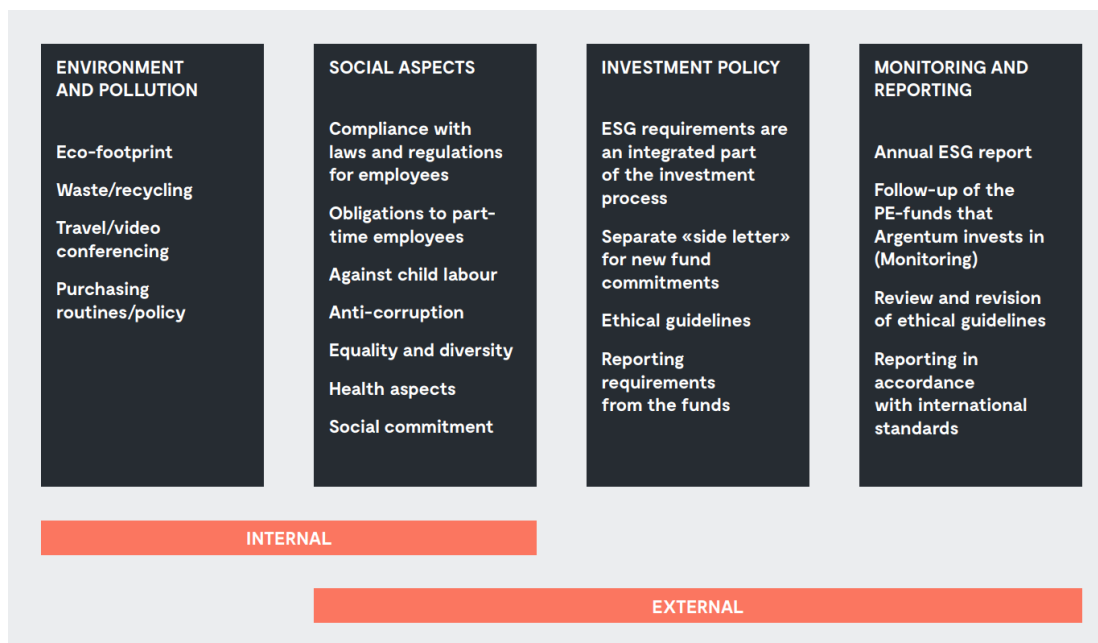 ENVIRONMENT
AND POLLUTION
Eco-footprint
Waste/recycling
Travel/video
conferencing
Purchasing
routines/policy
SOCIAL ASPECTS
Compliance with
laws and regulations
for employees
Obligations to part-
time employees
Against child labour
Anti-corruption
Equality and diversity
Health aspects
Social commitment
INVESTMENT POLICY
ESG requirements are
an integrated part
of the investment
process
Separate «side letter»
for new fund
commitments
Ethical guidelines
Reporting
requirements
from the funds
MONITORING AND
REPORTING
Annual ESG report
Follow-up of the
PE-funds that
Argentum invests in
(Monitoring)
Review and revision
of ethical guidelines
Reporting in
accordance
with international
standards
INTERNAL
EXTERNAL